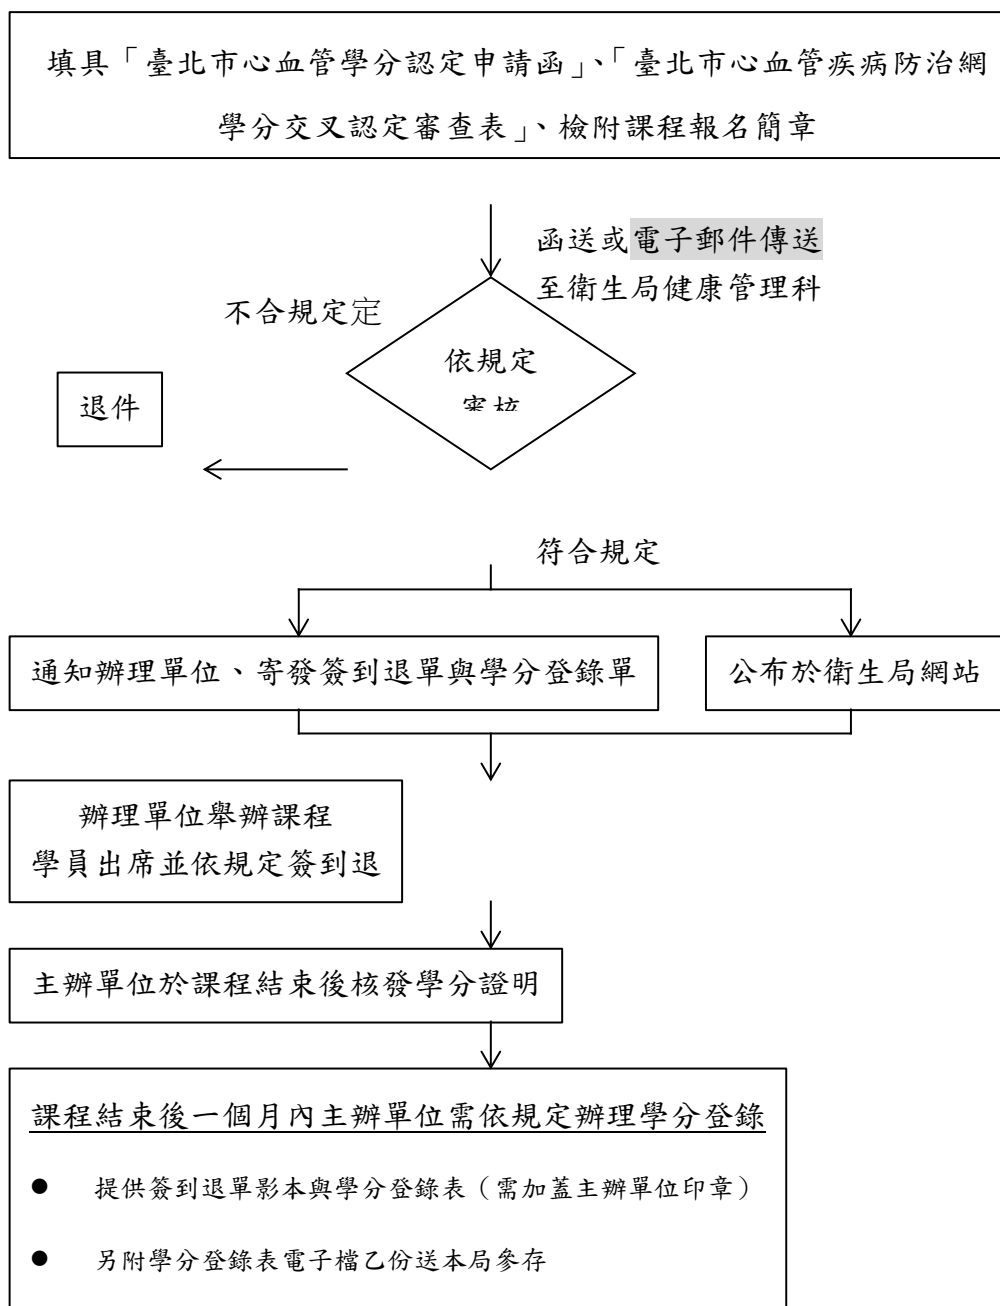 填具「臺北市心血管學分認定申請函」、「臺北市心血管疾病防治網
學分交叉認定審查表」、檢附課程報名簡章
函送或電子郵件傳送
至衛生局健康管理科
不合規定定
依規定
審核
退件
符合規定
通知辦理單位、寄發簽到退單與學分登錄單
公布於衛生局網站
辦理單位舉辦課程
學員出席並依規定簽到退
主辦單位於課程結束後核發學分證明
課程結束後一個月內主辦單位需依規定辦理學分登錄
● 提供簽到退單影本與學分登錄表（需加蓋主辦單位印章）
● 另附學分登錄表電子檔乙份送本局參存